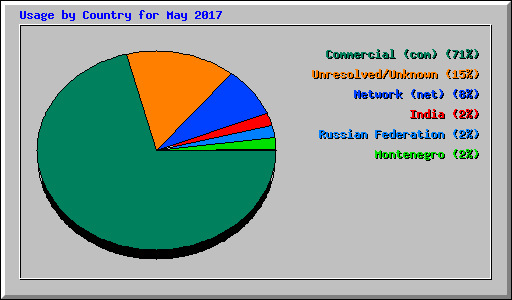 Usage by Country for May 2017
Commercial (com) (71%)
Unresolved/Unknown (15%)
Network (net) (8%)
India (2%)
Russian Federation (2%)
Montenegro (2%)